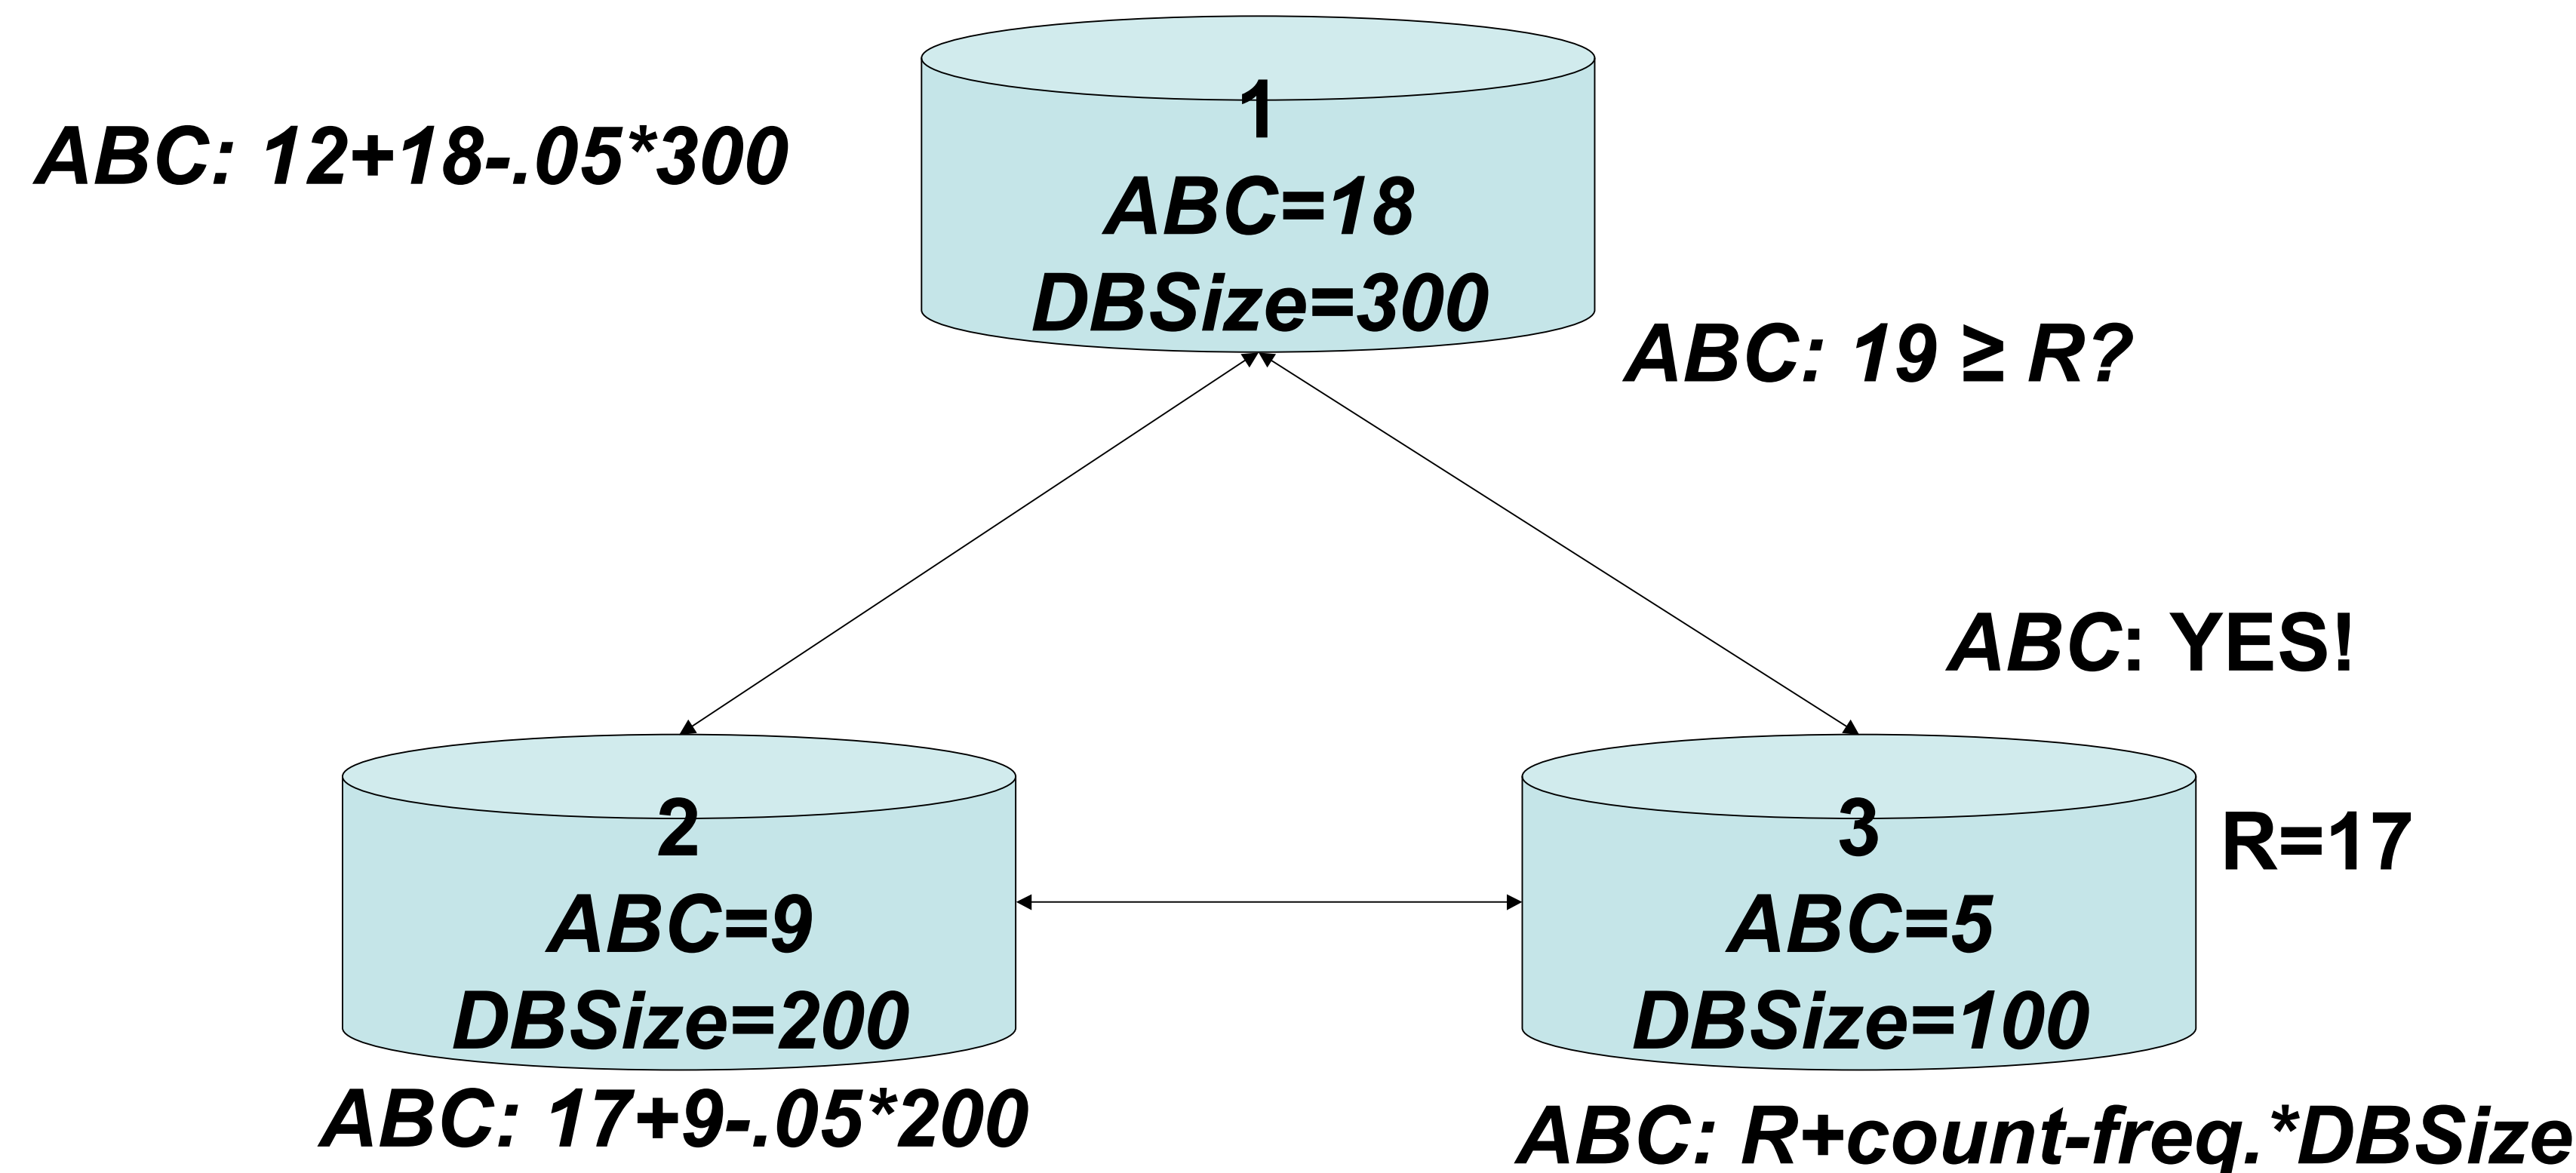 1
ABC: 12+18-.05*300
ABC=18
DBSize=300
ABC: 19 ≥ R?
ABC: YES!
2
3
R=17
ABC=9
ABC=5
DBSize=200
DBSize=100
ABC: 17+9-.05*200
ABC: R+count-freq.*DBSize